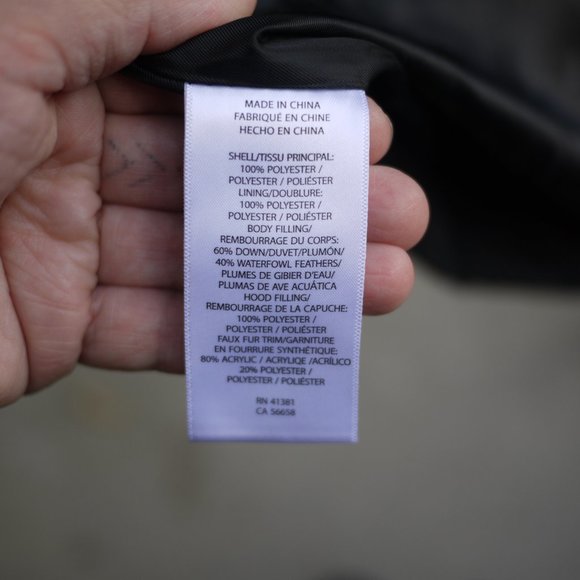 MADE IN CHINA
FABRIQUÉ EN CHINE
HECHO EN CHINA
SHELL/TISSU PRINCIPAL:
100% POLYESTER /
POLYESTER / POLIÉSTER
LINING/DOUBLURE:
100% POLYESTER /
POLYESTER / POLIÉSTER
BODY FILLING/
REMBOURRAGE DU CORPS:
60% DOWN/DUVET/PLUMÓN/
40% WATERFOWL FEATHERS/
PLUMES DE GIBIER D'EAU/
PLUMAS DE AVE ACUÂTICA
HOOD FILLING/
REMBOURRAGE DE LA CAPUCHE:
100% POLYESTER /
POLYESTER / POLIÉSTER
FAUX FUR TRIM/GARNITURE
EN FOURRURE SYNTHÉTIQUE:
80% ACRYLIC / ACRYLIQE /ACRÍLICO
20% POLYESTER /
POLYESTER / POLIÉSTER
RN 41381
CA 56658